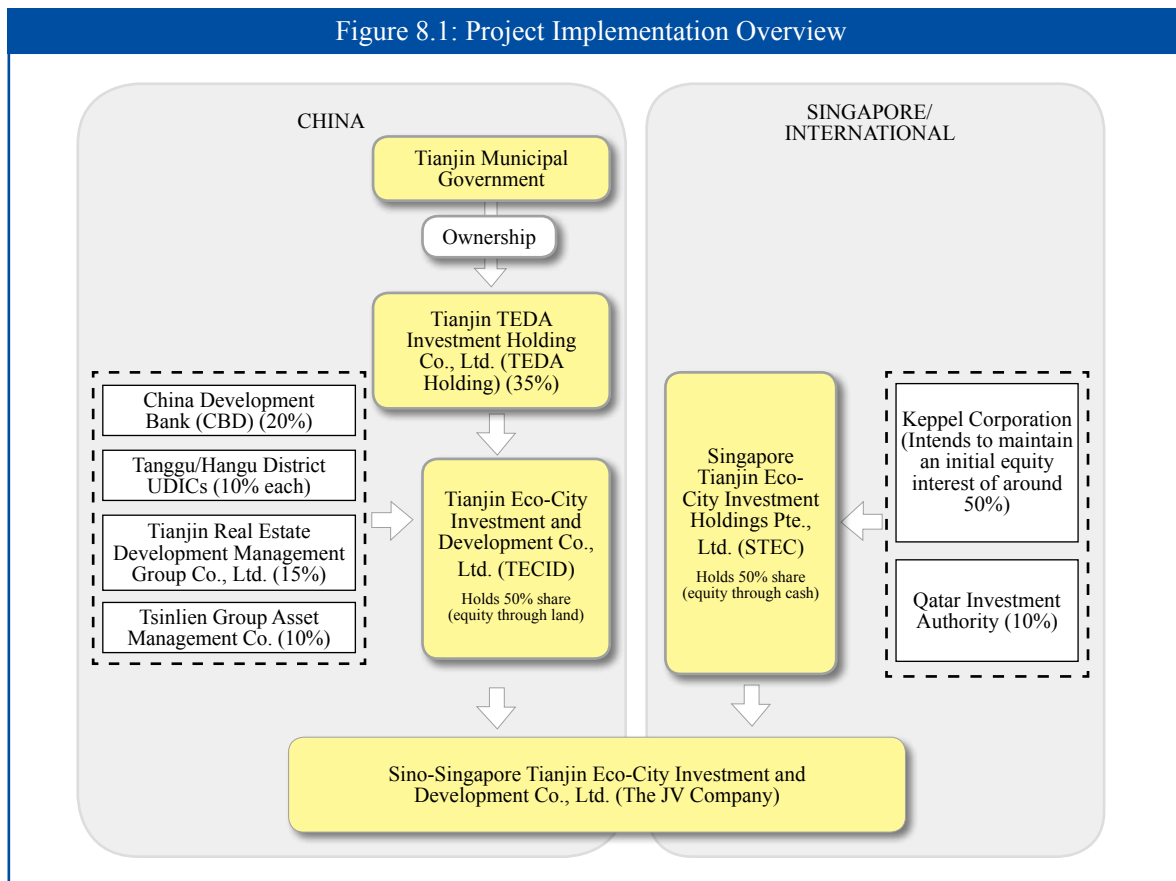 Figure 8.1: Project Implementation Overview
CHINA
Tianjin Municipal
Government
Ownership
Tianjin TEDA
Investment Holding
Co., Ltd. (TEDA
Holding) (35%)
China Development
Bank (CBD) (20%)
Tanggu/Hangu District
UDICs (10% each)
Tianjin Real Estate
Development Management
Group Co., Ltd. (15%)
Tsinlien Group Asset
Management Co. (10%)
Tianjin Eco-City
Investment and
Development Co.,
Ltd. (TECID)
Holds 50% share
(equity through land)
SINGAPORE/
INTERNATIONAL
Singapore
Tianjin Eco-
City Investment
Holdings Pte.,
Ltd. (STEC)
Holds 50% share
(equity through cash)
Keppel Corporation
(Intends to maintain
an initial equity
interest of around
50%)
Qatar Investment
Authority (10%)
Sino-Singapore Tianjin Eco-City Investment and
Development Co., Ltd. (The JV Company)